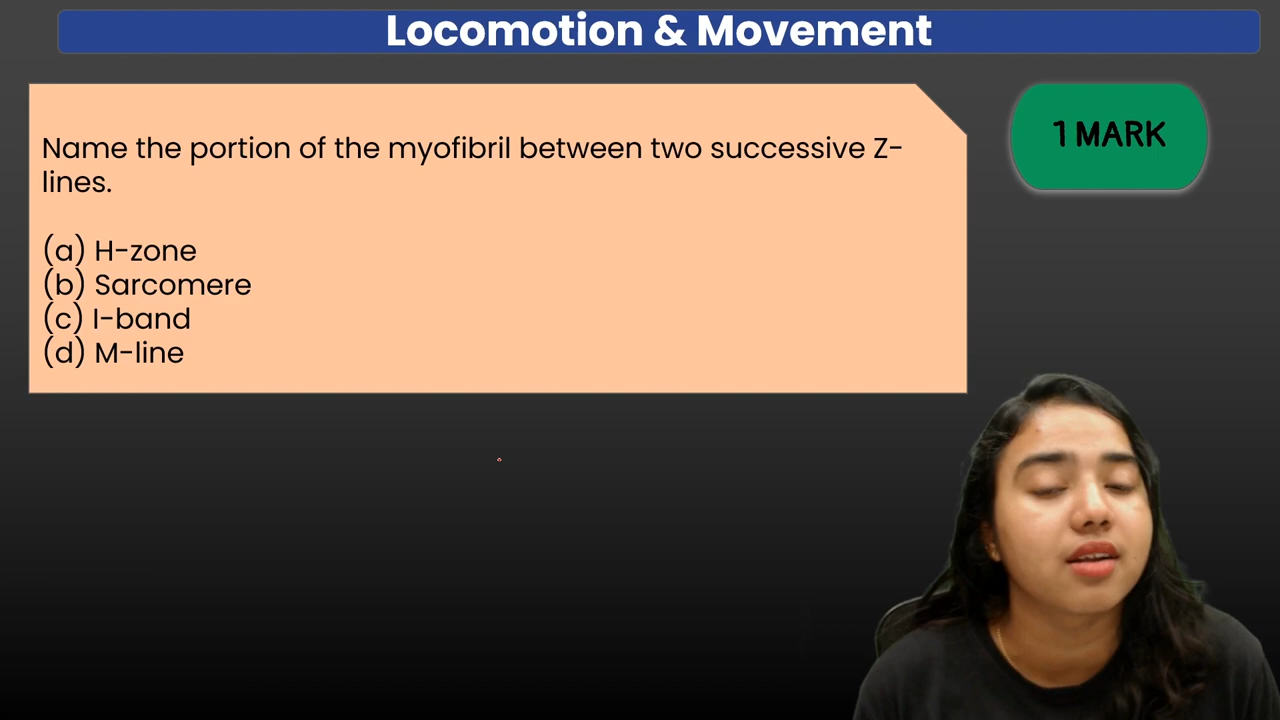 Locomotion & Movement
Name the portion of the myofibril between two successive Z-
lines.
(a) H-zone
(b) Sarcomere
(c) I-band
(d) M-line
1 MARK